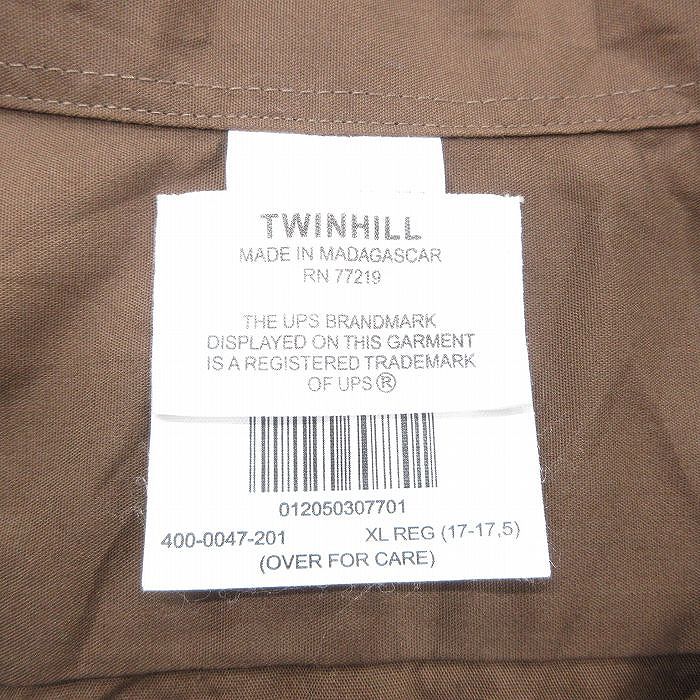 TWINHILL
MADE IN MADAGASCAR
RN 77219
THE UPS BRANDMARK
DISPLAYED ON THIS GARMENT
IS A REGISTERED TRADEMARK
OF UPS®
012050307701
400-0047-201 XL REG (17-17,5)
(OVER FOR CARE)